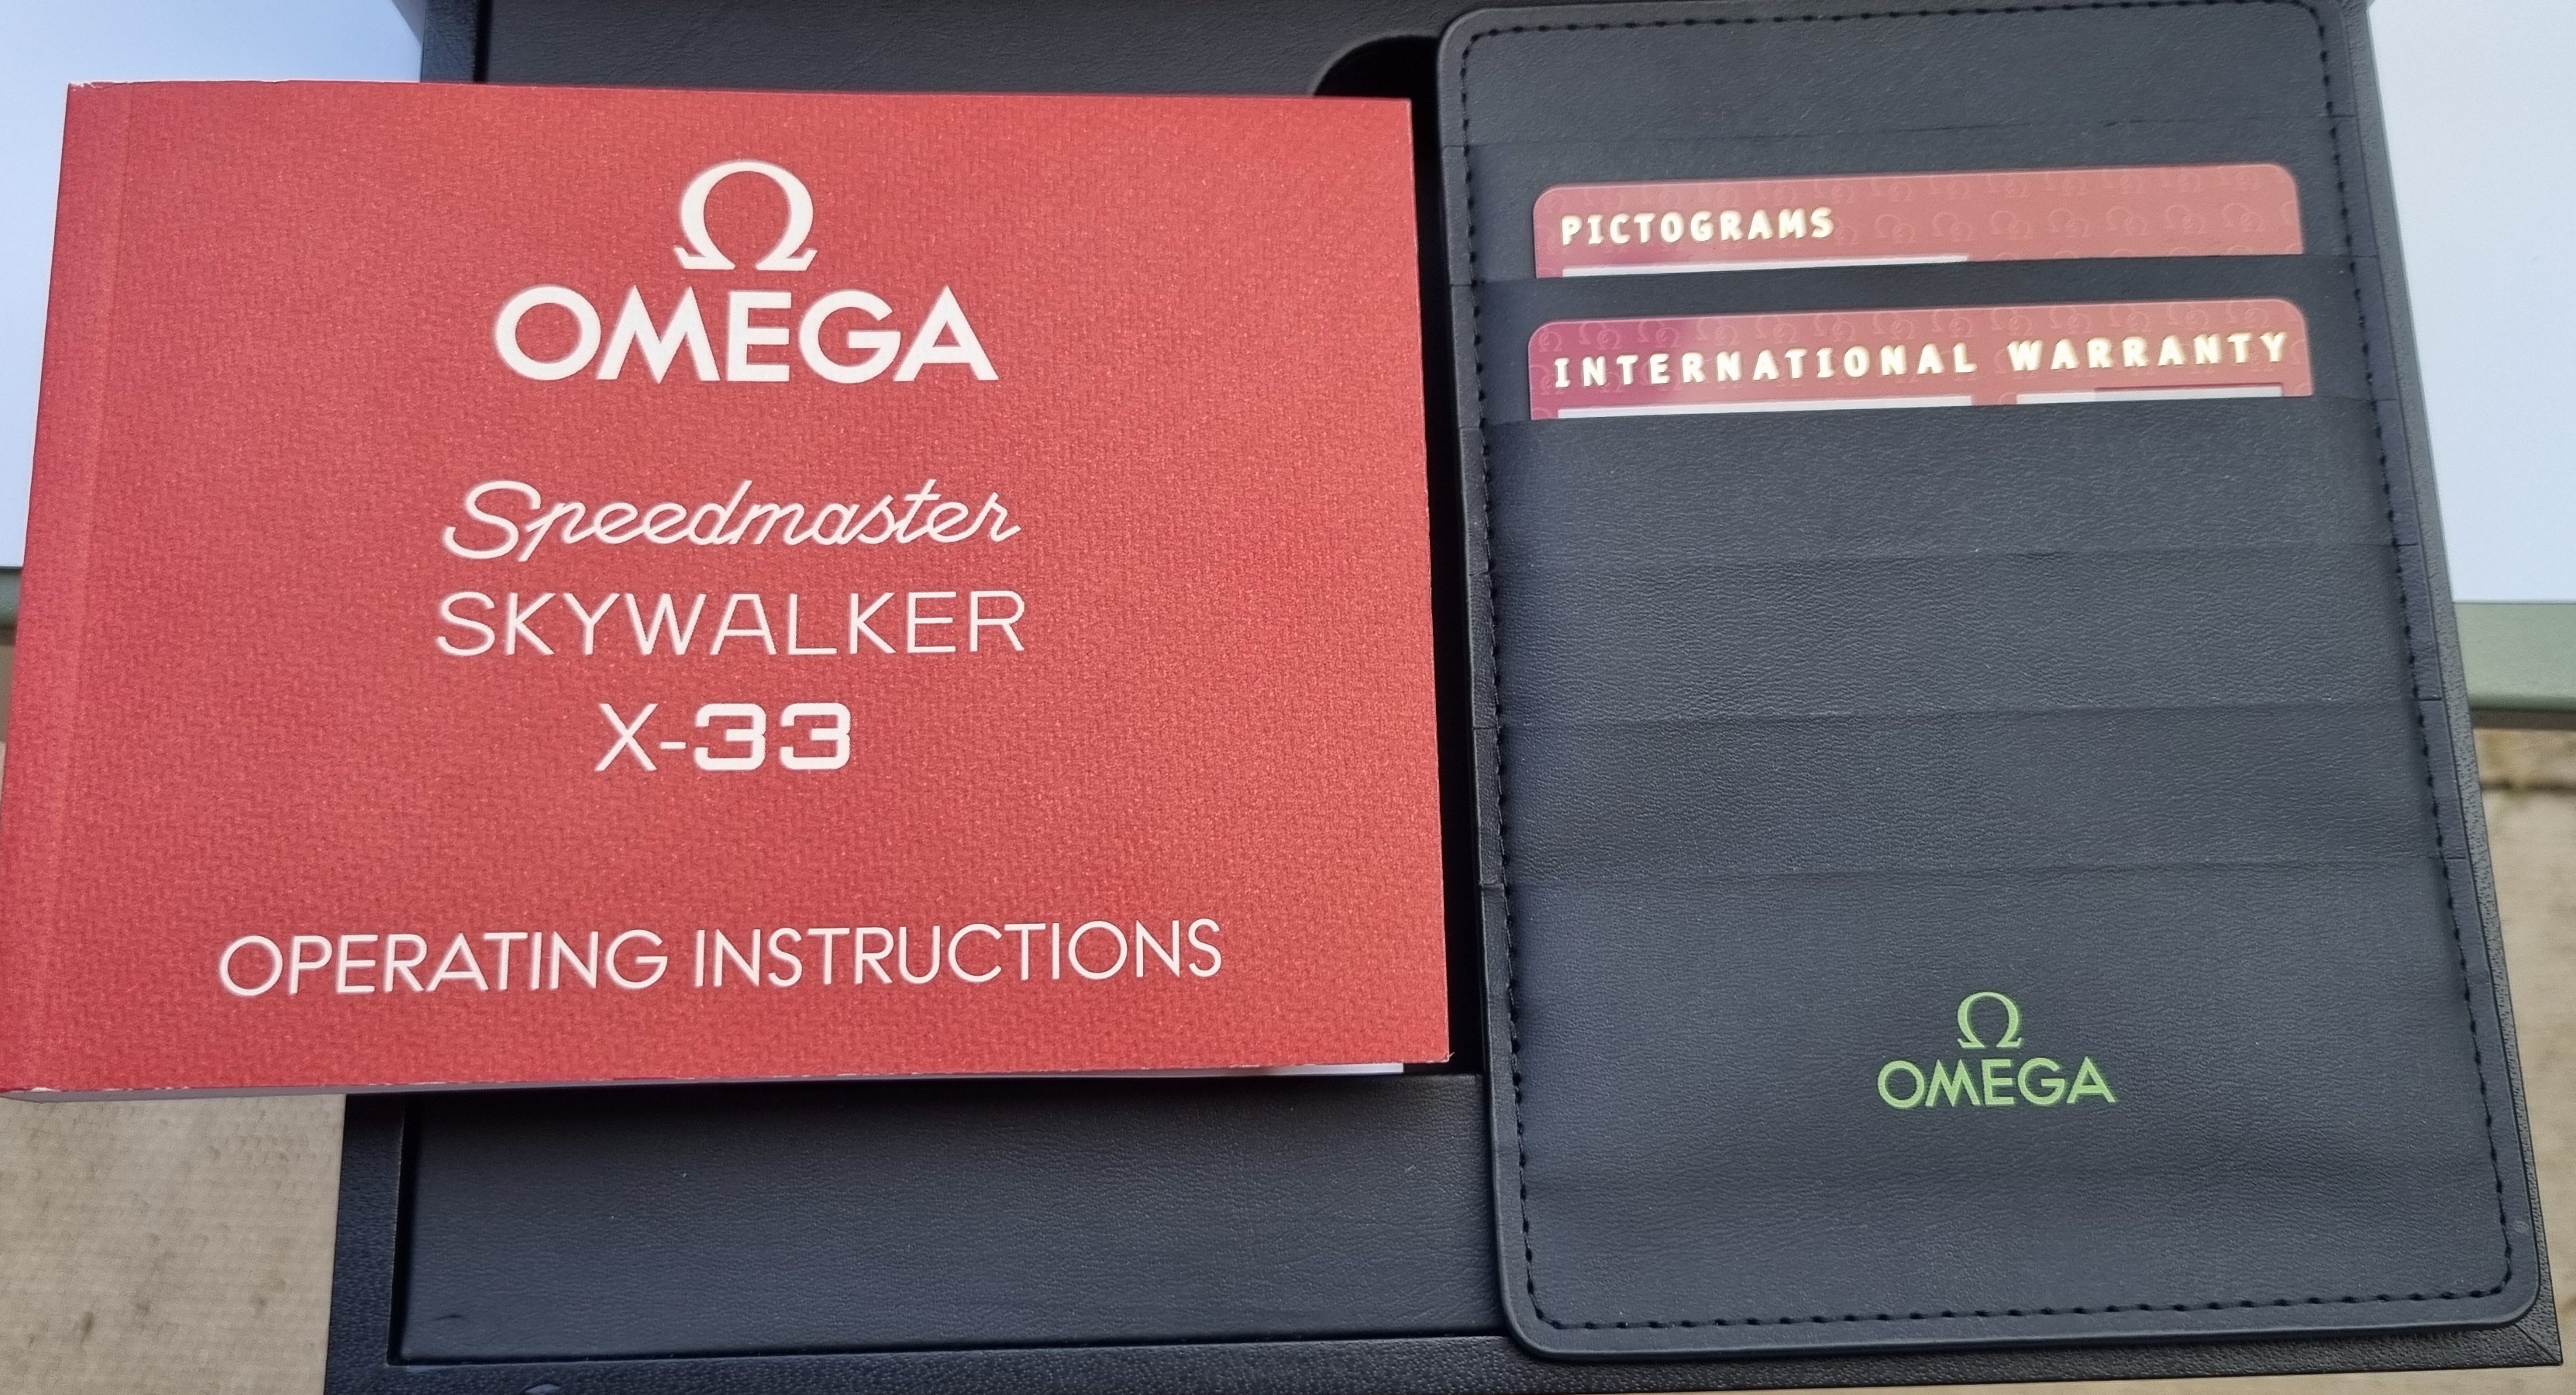 Ω
OMEGA
Speedmaster
SKYWALKER
X-33
OPERATING INSTRUCTIONS
PICTOGRAMS
INTERNATIONAL WARRANTY
Ω
OMEGA